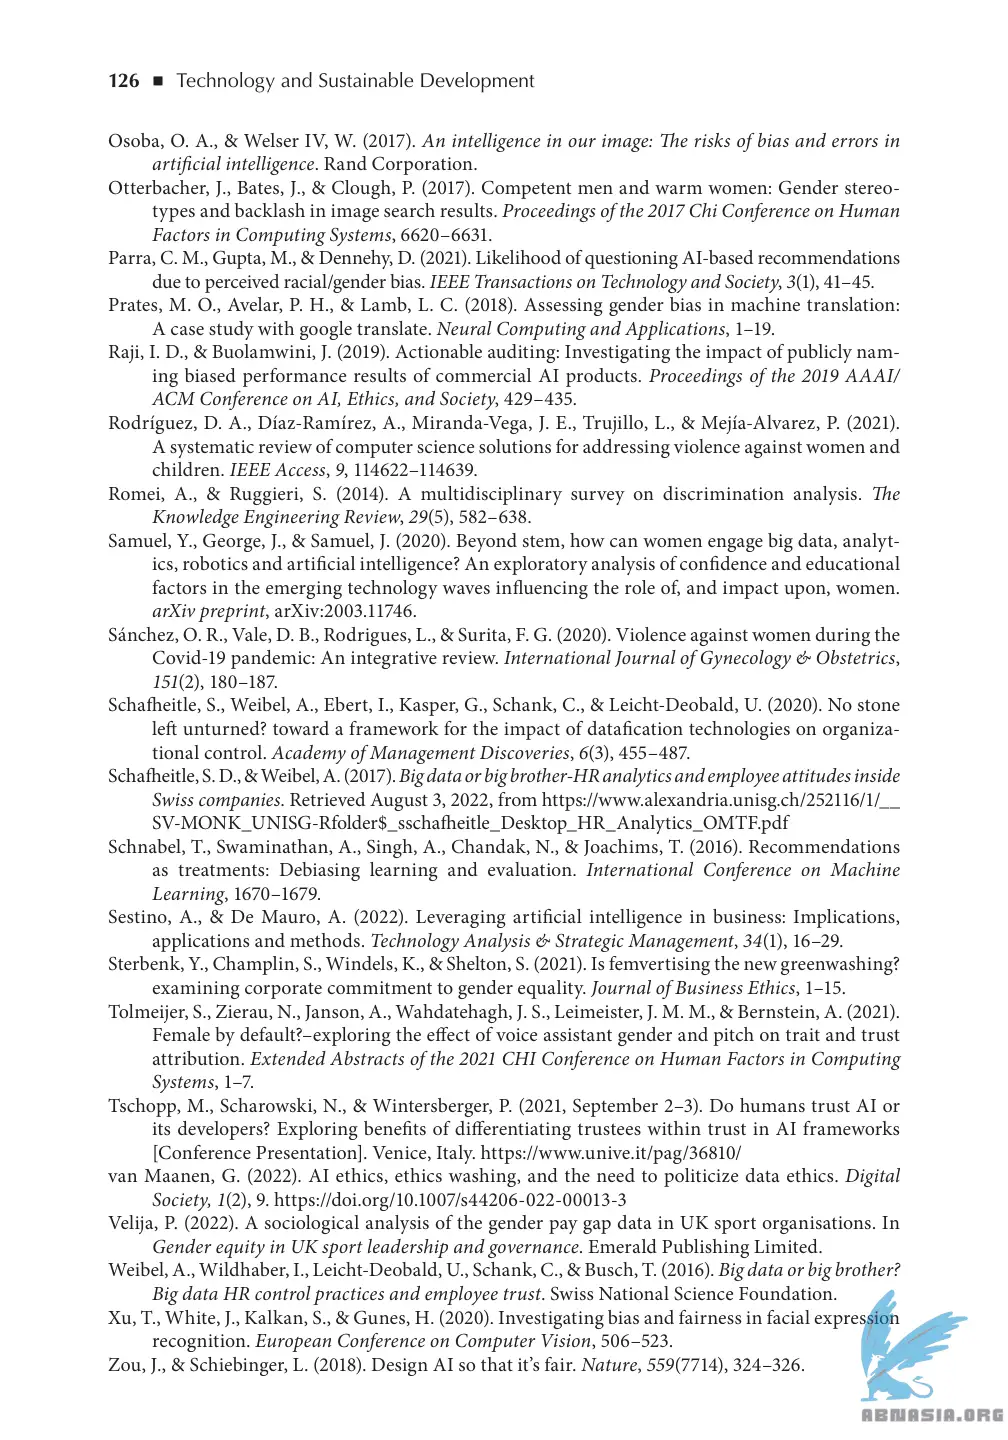 126 ■ Technology and Sustainable Development
Osoba, O. A., & Welser IV, W. (2017). An intelligence in our image: The risks of bias and errors in
artificial intelligence. Rand Corporation.
Otterbacher, J., Bates, J., & Clough, P. (2017). Competent men and warm women: Gender stereo-
types and backlash in image search results. Proceedings of the 2017 Chi Conference on Human
Factors in Computing Systems, 6620–6631.
Parra, C. M., Gupta, M., & Dennehy, D. (2021). Likelihood of questioning AI-based recommendations
due to perceived racial/gender bias. IEEE Transactions on Technology and Society, 3(1), 41–45.
Prates, M. O., Avelar, P. H., & Lamb, L. C. (2018). Assessing gender bias in machine translation:
A case study with google translate. Neural Computing and Applications, 1–19.
Raji, I. D., & Buolamwini, J. (2019). Actionable auditing: Investigating the impact of publicly nam-
ing biased performance results of commercial AI products. Proceedings of the 2019 AAAI/
ACM Conference on AI, Ethics, and Society, 429–435.
Rodríguez, D. A., Díaz-Ramírez, A., Miranda-Vega, J. E., Trujillo, L., & Mejía-Alvarez, P. (2021).
A systematic review of computer science solutions for addressing violence against women and
children. IEEE Access, 9, 114622–114639.
Romei, A., & Ruggieri, S. (2014). A multidisciplinary survey on discrimination analysis. The
Knowledge Engineering Review, 29(5), 582–638.
Samuel, Y., George, J., & Samuel, J. (2020). Beyond stem, how can women engage big data, analyt-
ics, robotics and artificial intelligence? An exploratory analysis of confidence and educational
factors in the emerging technology waves influencing the role of, and impact upon, women.
arXiv preprint, arXiv:2003.11746.
Sánchez, O. R., Vale, D. B., Rodrigues, L., & Surita, F. G. (2020). Violence against women during the
Covid-19 pandemic: An integrative review. International Journal of Gynecology & Obstetrics,
151(2), 180–187.
Schafheitle, S., Weibel, A., Ebert, I., Kasper, G., Schank, C., & Leicht-Deobald, U. (2020). No stone
left unturned? toward a framework for the impact of datafication technologies on organiza-
tional control. Academy of Management Discoveries, 6(3), 455–487.
Schafheitle, S. D., & Weibel, A. (2017). Big data or big brother-HR analytics and employee attitudes inside
Swiss companies. Retrieved August 3, 2022, from https://www.alexandria.unisg.ch/252116/1/__
SV-MONK_UNISG-Rfolder$_sschafheitle_Desktop_HR_Analytics_OMTF.pdf
Schnabel, T., Swaminathan, A., Singh, A., Chandak, N., & Joachims, T. (2016). Recommendations
as treatments: Debiasing learning and evaluation. International Conference on Machine
Learning, 1670–1679.
Sestino, A., & De Mauro, A. (2022). Leveraging artificial intelligence in business: Implications,
applications and methods. Technology Analysis & Strategic Management, 34(1), 16–29.
Sterbenk, Y., Champlin, S., Windels, K., & Shelton, S. (2021). Is femvertising the new greenwashing?
examining corporate commitment to gender equality. Journal of Business Ethics, 1–15.
Tolmeijer, S., Zierau, N., Janson, A., Wahdatehagh, J. S., Leimeister, J. M. M., & Bernstein, A. (2021).
Female by default?–exploring the effect of voice assistant gender and pitch on trait and trust
attribution. Extended Abstracts of the 2021 CHI Conference on Human Factors in Computing
Systems, 1–7.
Tschopp, M., Scharowski, N., & Wintersberger, P. (2021, September 2–3). Do humans trust AI or
its developers? Exploring benefits of differentiating trustees within trust in AI frameworks
[Conference Presentation]. Venice, Italy. https://www.unive.it/pag/36810/
van Maanen, G. (2022). AI ethics, ethics washing, and the need to politicize data ethics. Digital
Society, 1(2), 9. https://doi.org/10.1007/s44206-022-00013-3
Velija, P. (2022). A sociological analysis of the gender pay gap data in UK sport organisations. In
Gender equity in UK sport leadership and governance. Emerald Publishing Limited.
Weibel, A., Wildhaber, I., Leicht-Deobald, U., Schank, C., & Busch, T. (2016). Big data or big brother?
Big data HR control practices and employee trust. Swiss National Science Foundation.
Xu, T., White, J., Kalkan, S., & Gunes, H. (2020). Investigating bias and fairness in facial expression
recognition. European Conference on Computer Vision, 506–523.
Zou, J., & Schiebinger, L. (2018). Design AI so that it's fair. Nature, 559(7714), 324–326.
ABNASIA.ORG